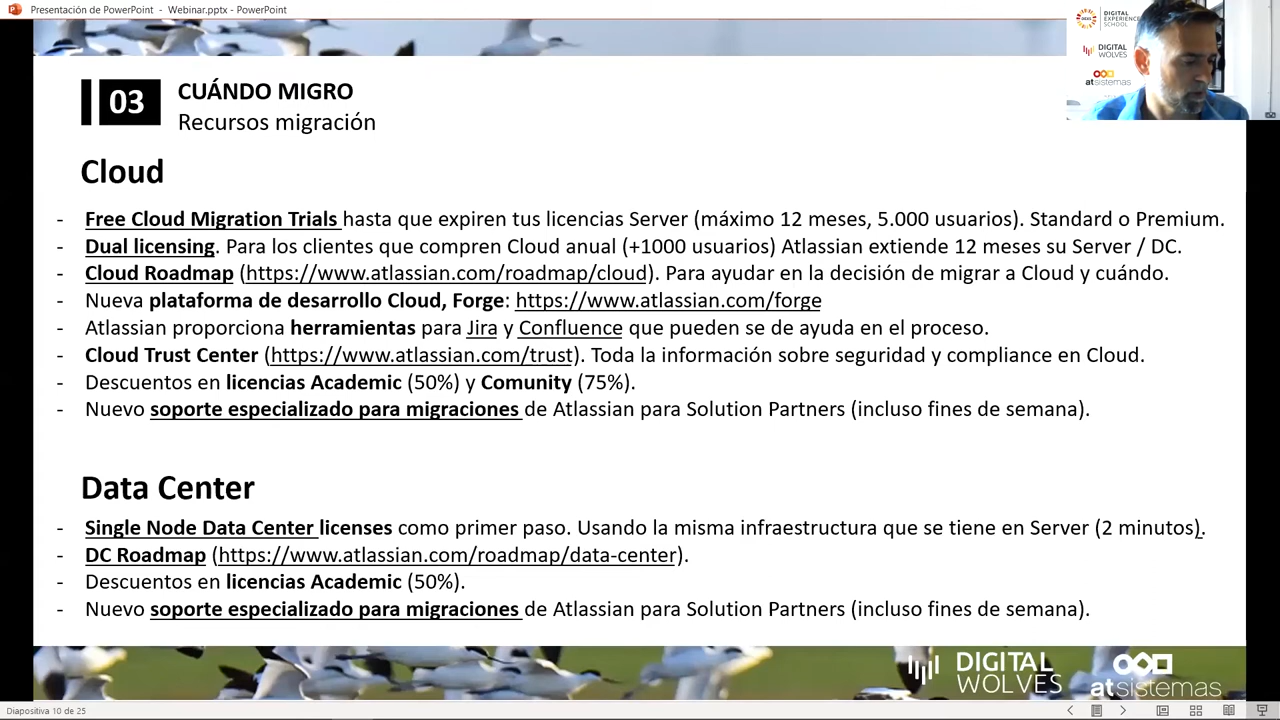 Presentación de PowerPoint - Webinar.pptx - PowerPoint
DIGITAL EXPERIENCE SCHOOL
DIGITAL WOLVES
atsistemas
03
CUÁNDO MIGRO
Recursos migración
Cloud
- Free Cloud Migration Trials hasta que expiren tus licencias Server (máximo 12 meses, 5.000 usuarios). Standard o Premium.
- Dual licensing. Para los clientes que compren Cloud anual (+1000 usuarios) Atlassian extiende 12 meses su Server / DC.
- Cloud Roadmap (https://www.atlassian.com/roadmap/cloud). Para ayudar en la decisión de migrar a Cloud y cuándo.
- Nueva plataforma de desarrollo Cloud, Forge: https://www.atlassian.com/forge
- Atlassian proporciona herramientas para Jira y Confluence que pueden se de ayuda en el proceso.
- Cloud Trust Center (https://www.atlassian.com/trust). Toda la información sobre seguridad y compliance en Cloud.
- Descuentos en licencias Academic (50%) y Comunity (75%).
- Nuevo soporte especializado para migraciones de Atlassian para Solution Partners (incluso fines de semana).
Data Center
- Single Node Data Center licenses como primer paso. Usando la misma infraestructura que se tiene en Server (2 minutos).
- DC Roadmap (https://www.atlassian.com/roadmap/data-center).
- Descuentos en licencias Academic (50%).
- Nuevo soporte especializado para migraciones de Atlassian para Solution Partners (incluso fines de semana).
DIGITAL WOLVES
atsistemas
Diapositiva 10 de 25